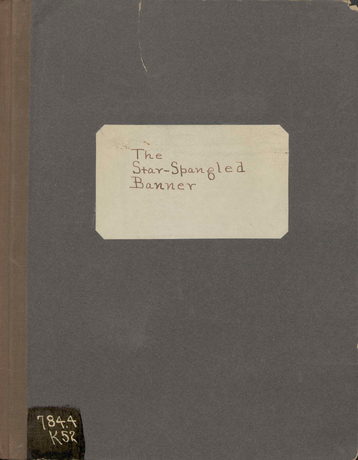 The
Star-Spangled
Banner
784.4
K52